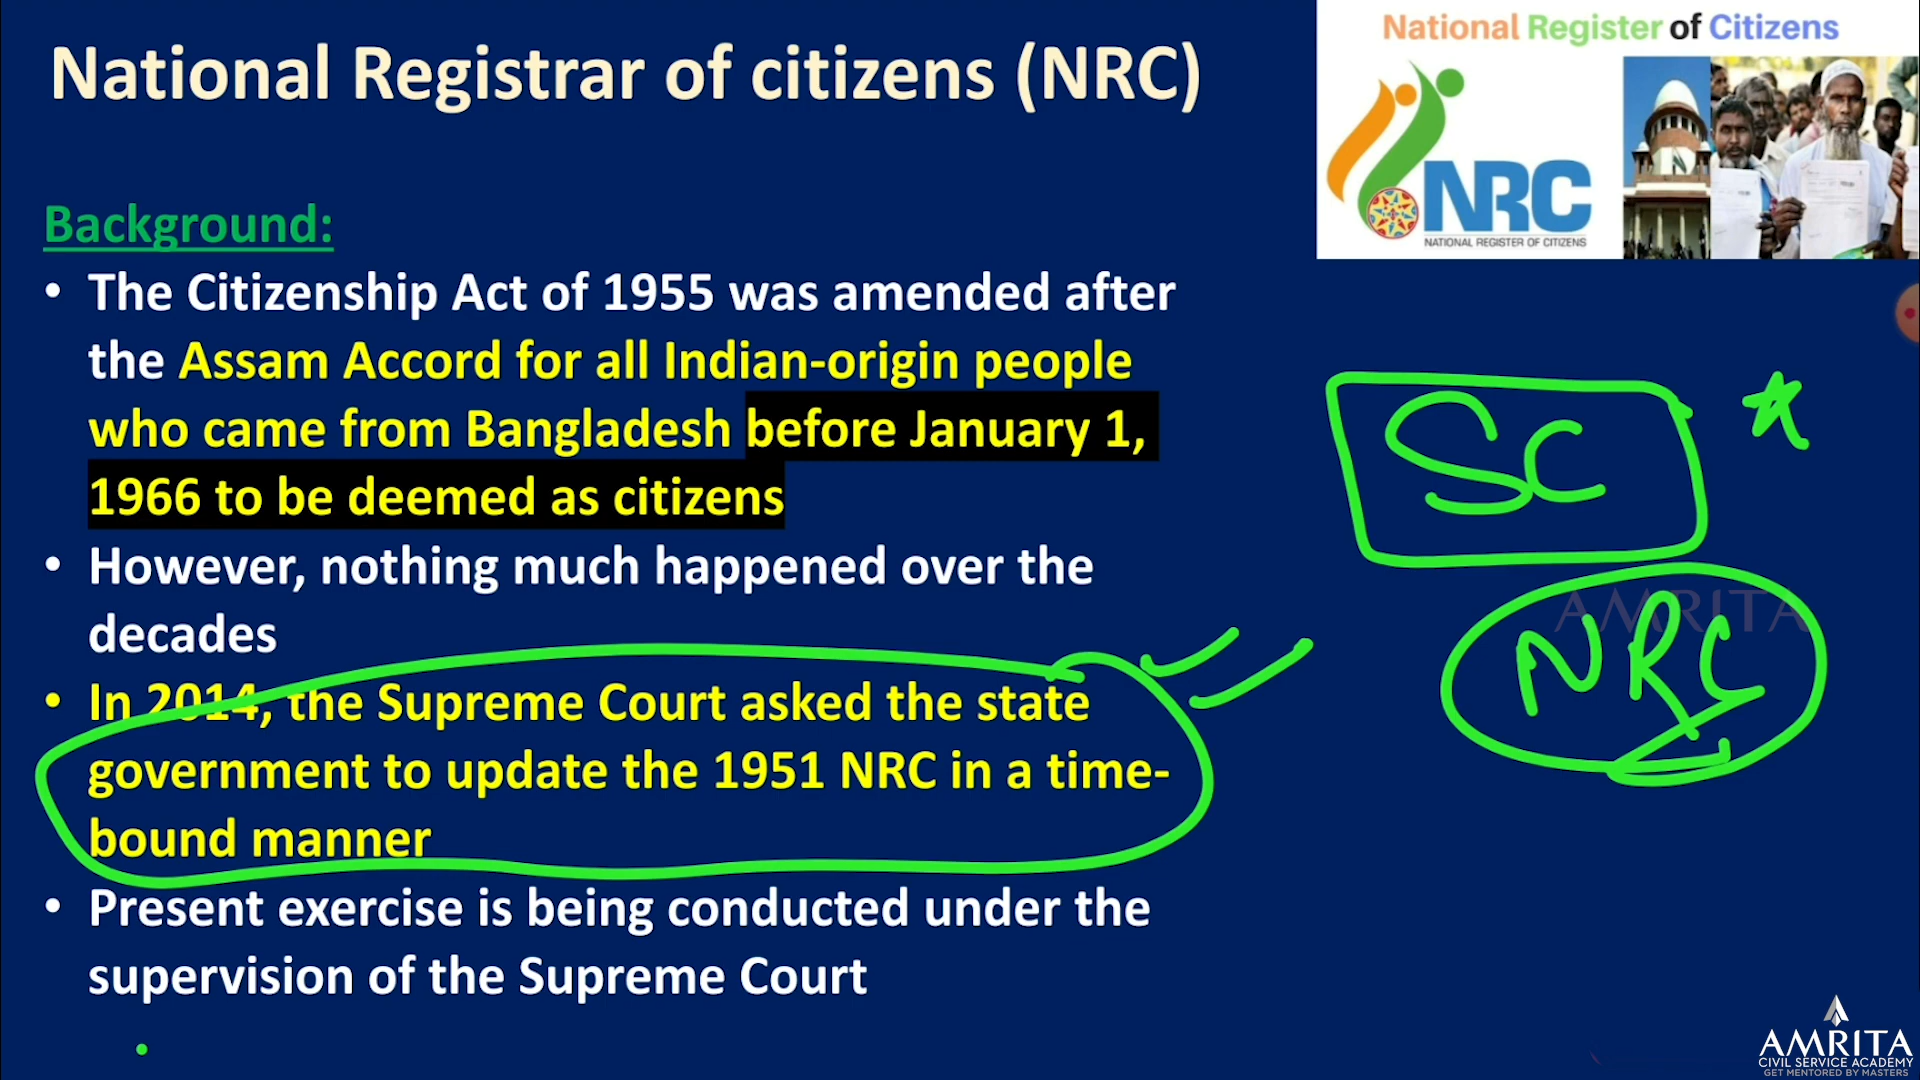 National Registrar of citizens (NRC)
National Register of Citizens
NRC
NATIONAL REGISTER OF CITIZENS
Background:
• The Citizenship Act of 1955 was amended after
the Assam Accord for all Indian-origin people
who came from Bangladesh before January 1,
1966 to be deemed as citizens
• However, nothing much happened over the
decades
• In 2014, the Supreme Court asked the state
government to update the 1951 NRC in a time-
bound manner
• Present exercise is being conducted under the
supervision of the Supreme Court
SC
NRC
AMRITA
AMRITA
CIVIL SERVICE ACADEMY
GET MENTORED BY MASTERS